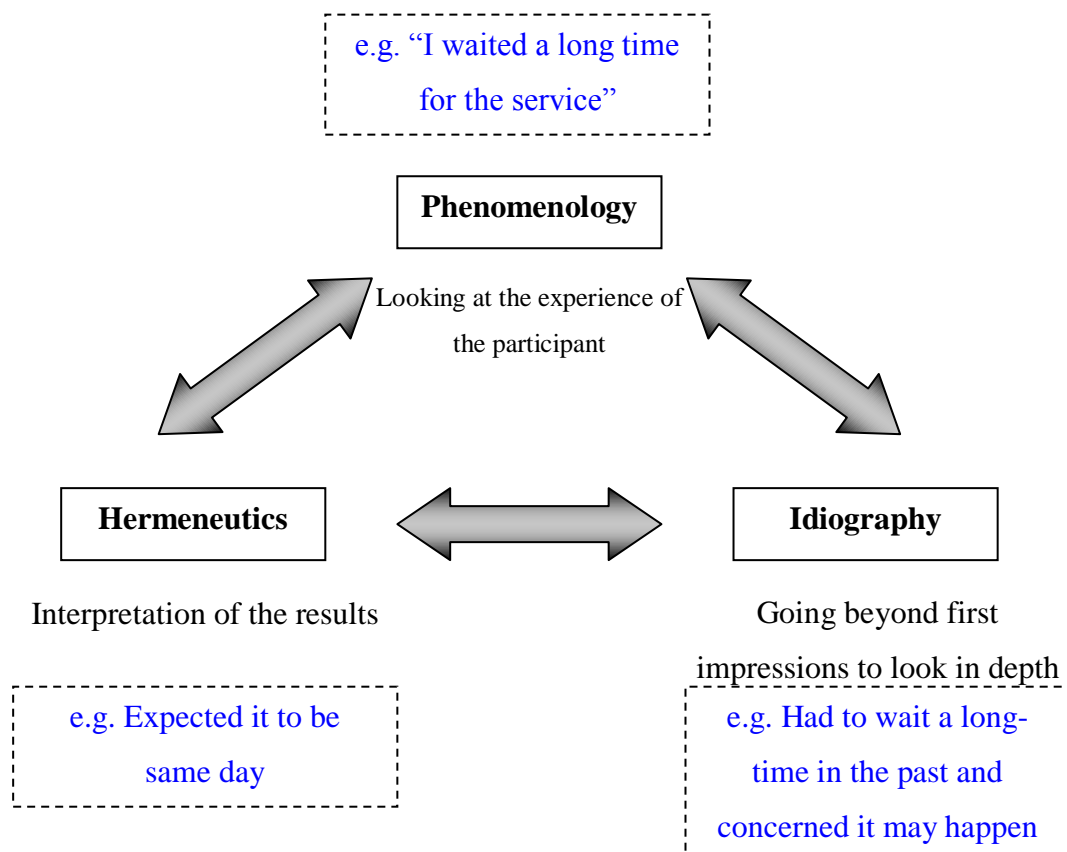 e.g. “I waited a long time
for the service”
Phenomenology
Looking at the experience of
the participant
Hermeneutics
Interpretation of the results
e.g. Expected it to be
same day
Idiography
Going beyond first
impressions to look in depth
e.g. Had to wait a long-
time in the past and
concerned it may happen